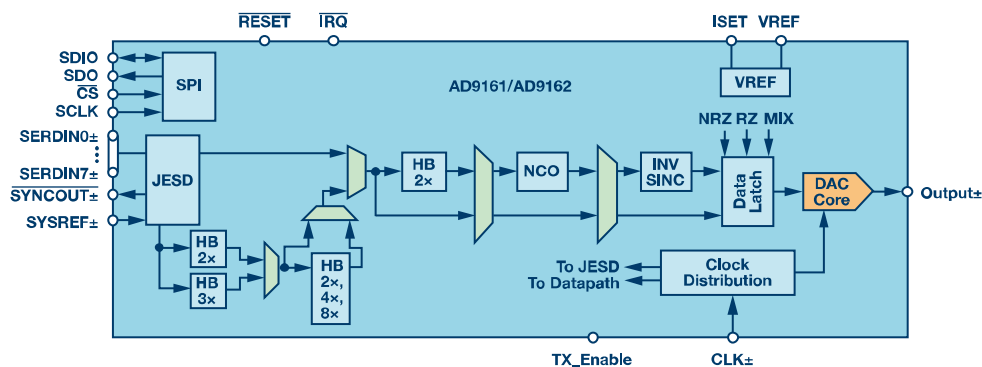 RESET
IRQ
ISET VREF
SDIO
SDO
CS
SCLK
SPI
AD9161/AD9162
VREF
NRZ RZ MIX
SERDIN0±
SERDIN7±
SYNCOUT±
SYSREF±
JESD
HB
2×
NCO
INV
SINC
Data
Latch
DAC
Core
Output±
HB
2×
HB
3×
HB
2×,
4×,
8×
To JESD
To Datapath
Clock
Distribution
TX_Enable
CLK±